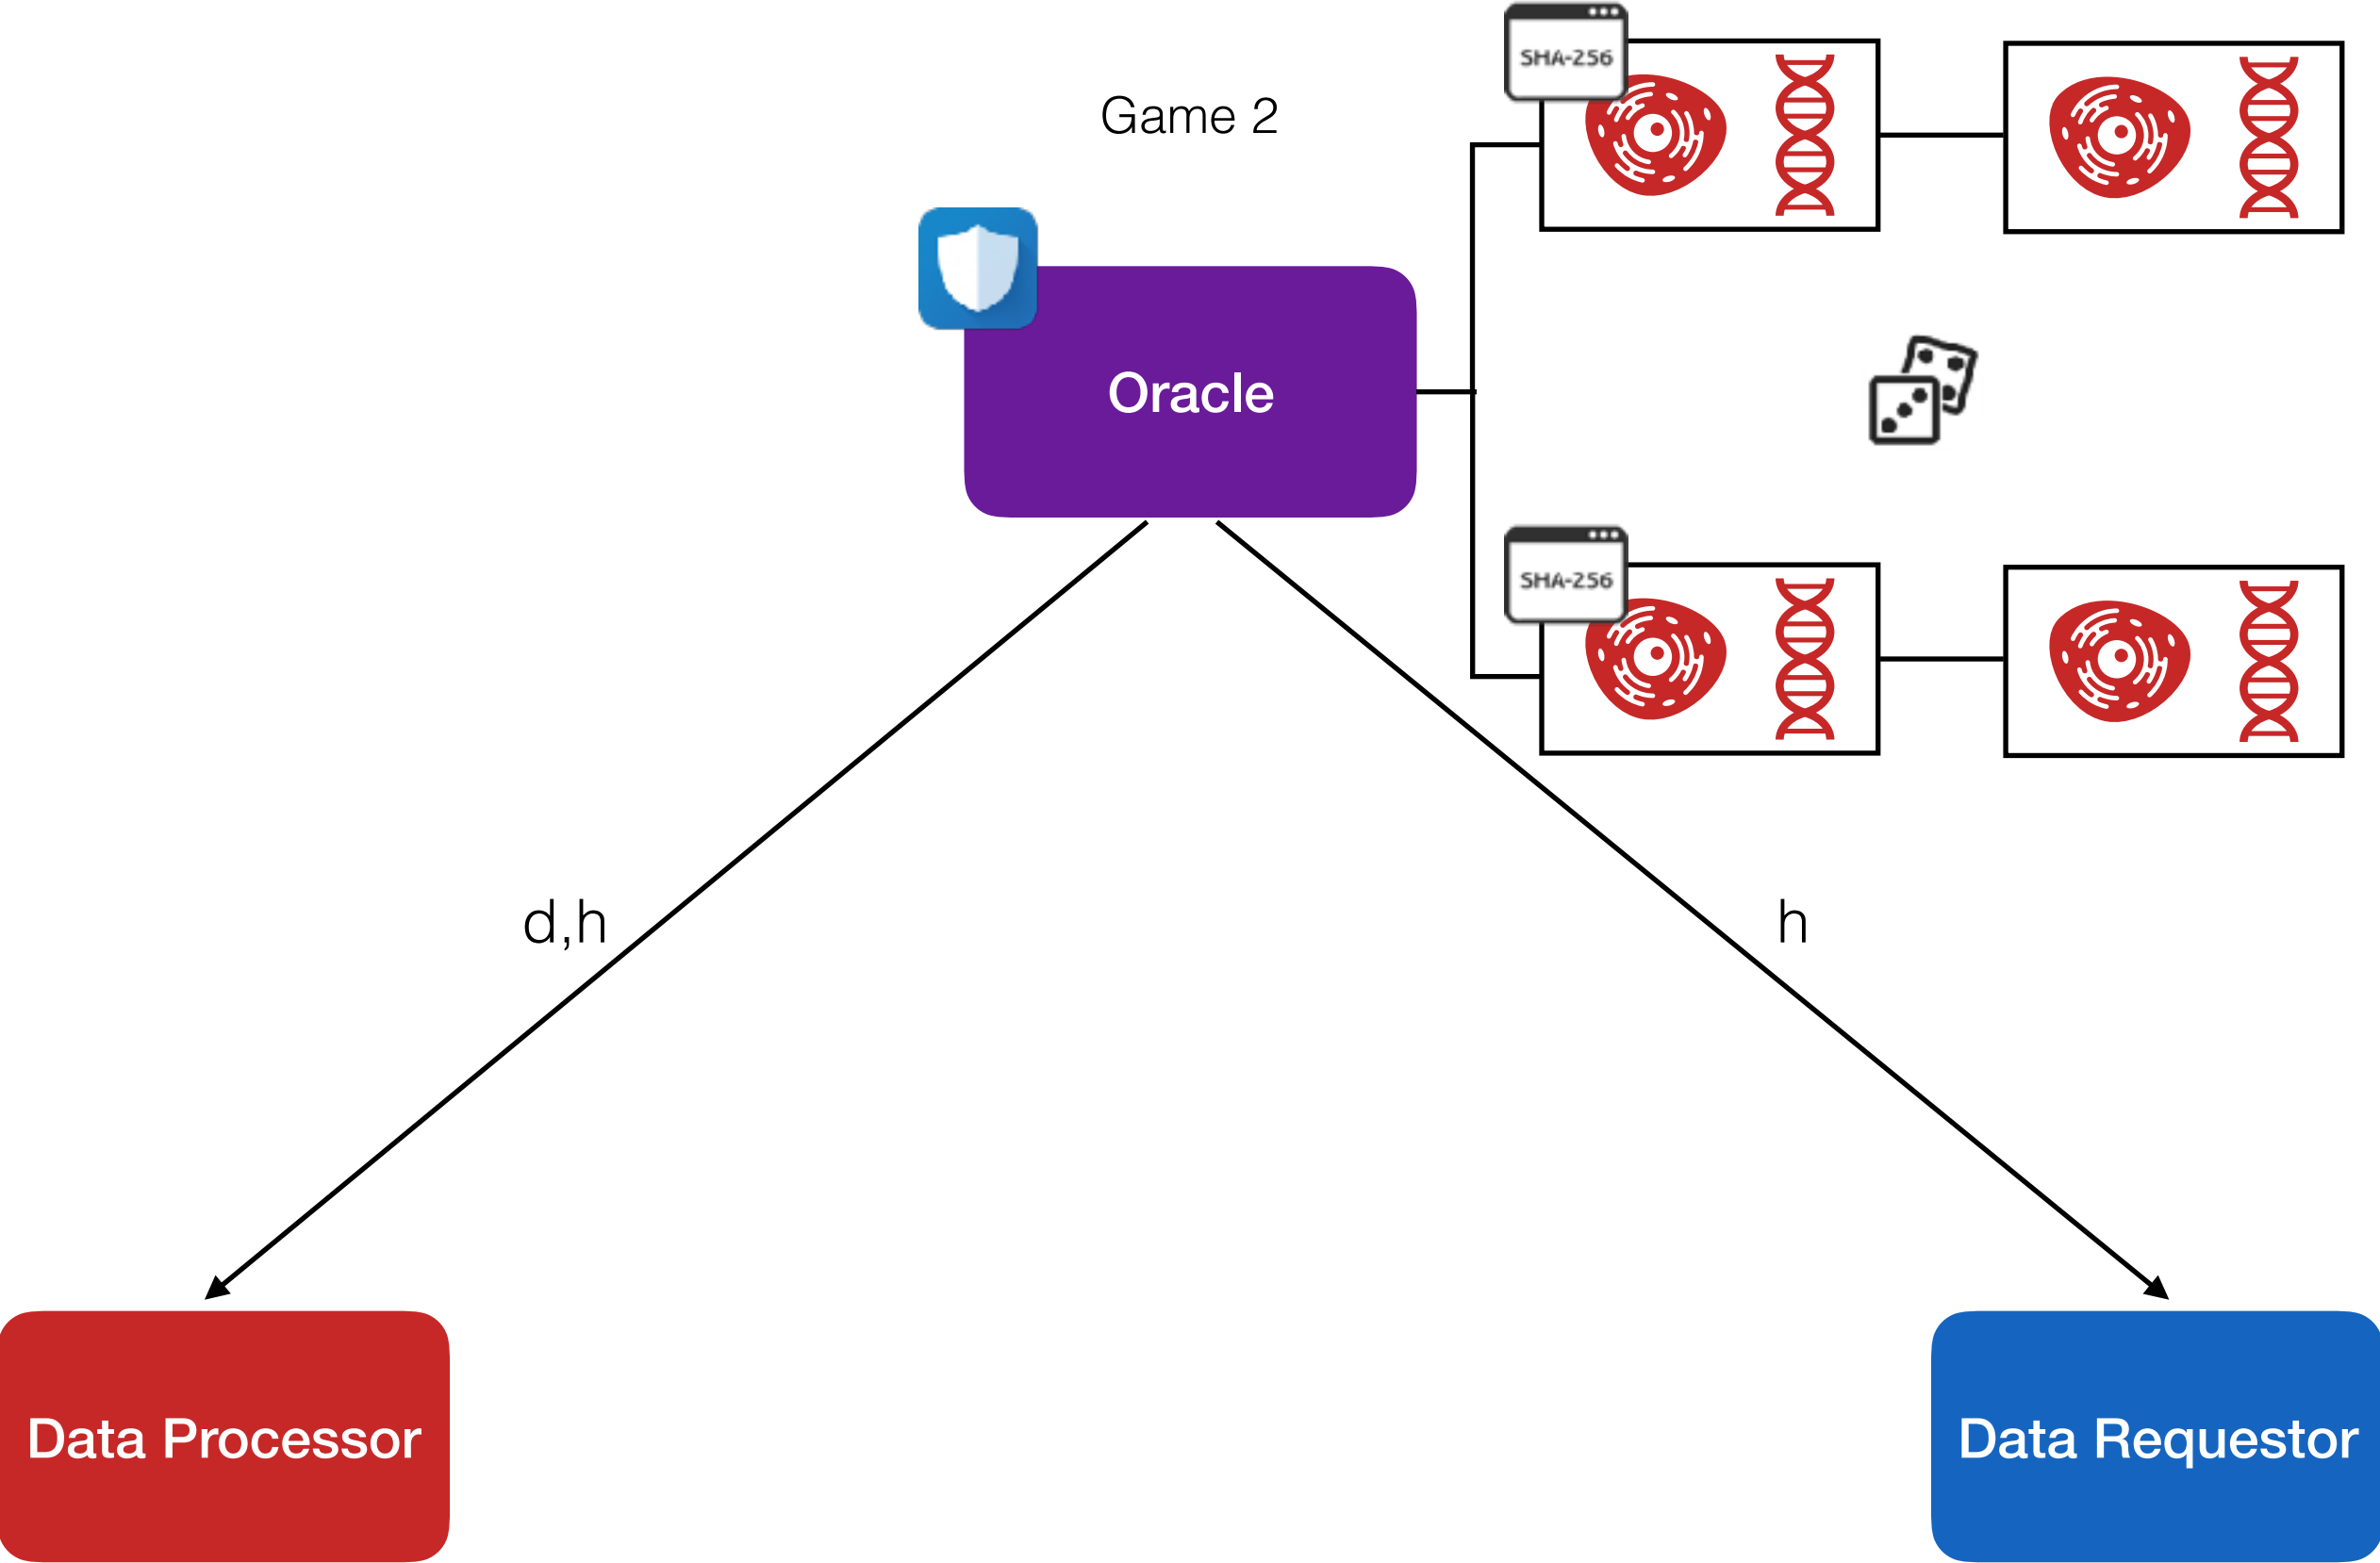 SHA-256
Game 2
Oracle
SHA-256
d,h
h
Data Processor
Data Requestor